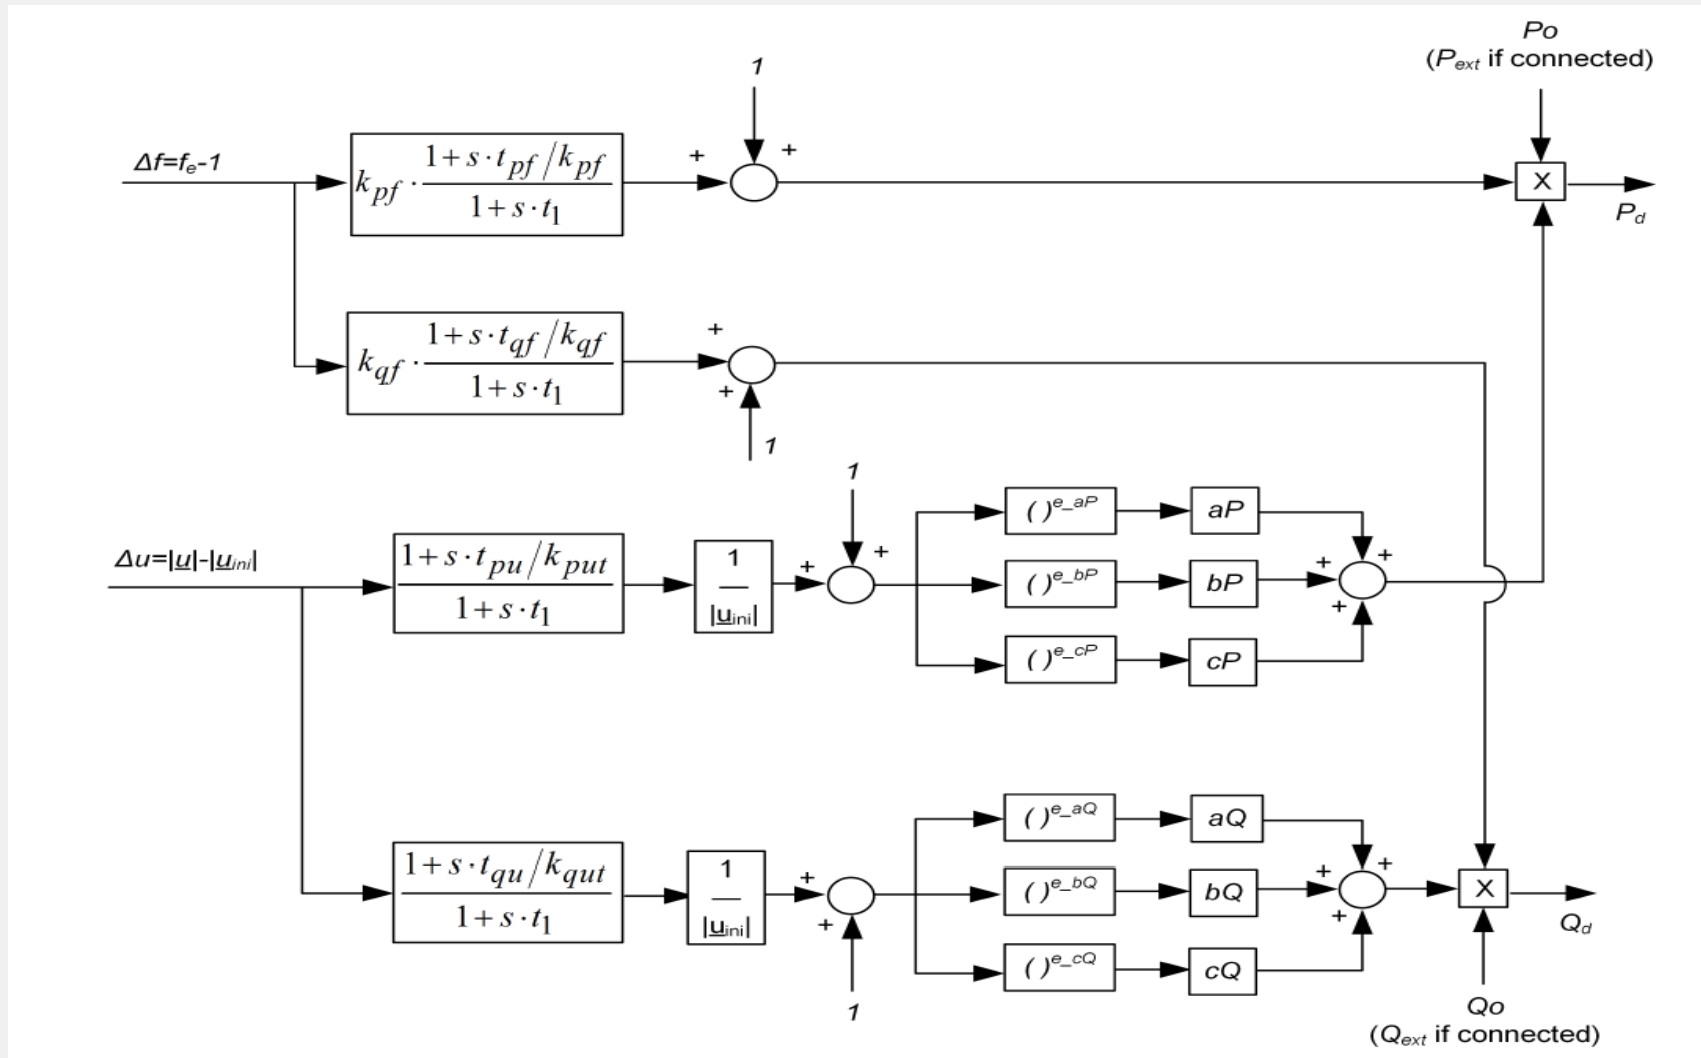 Po
(Pext if connected)
1
Δf=fe-1
kpf · 1+s·tpf/kpf
1+s·t1
+
+
X
Pd
kqf · 1+s·tqf/kqf
1+s·t1
+
+
1
1
Δu=|u|-|uini|
1+s·tpu/kput
1+s·t1
1
|uini|
+
+
( )e_aP
aP
( )e_bP
bP
( )e_cP
cP
+
+
+
1+s·tqu/kqut
1+s·t1
1
|uini|
+
+
1
( )e_aQ
aQ
( )e_bQ
bQ
( )e_cQ
cQ
+
+
+
X
Qd
Qo
(Qext if connected)